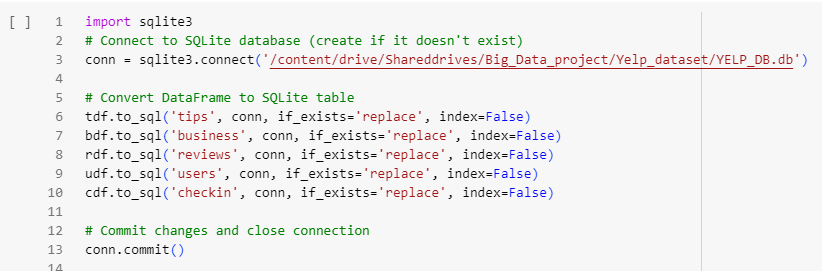 [ ] 1 import sqlite3
2 # Connect to SQLite database (create if it doesn't exist)
3 conn = sqlite3.connect('/content/drive/Shareddrives/Big_Data_project/Yelp_dataset/YELP_DB.db')
4
5 # Convert DataFrame to SQLite table
6 tdf.to_sql('tips', conn, if_exists='replace', index=False)
7 bdf.to_sql('business', conn, if_exists='replace', index=False)
8 rdf.to_sql('reviews', conn, if_exists='replace', index=False)
9 udf.to_sql('users', conn, if_exists='replace', index=False)
10 cdf.to_sql('checkin', conn, if_exists='replace', index=False)
11
12 # Commit changes and close connection
13 conn.commit()
14